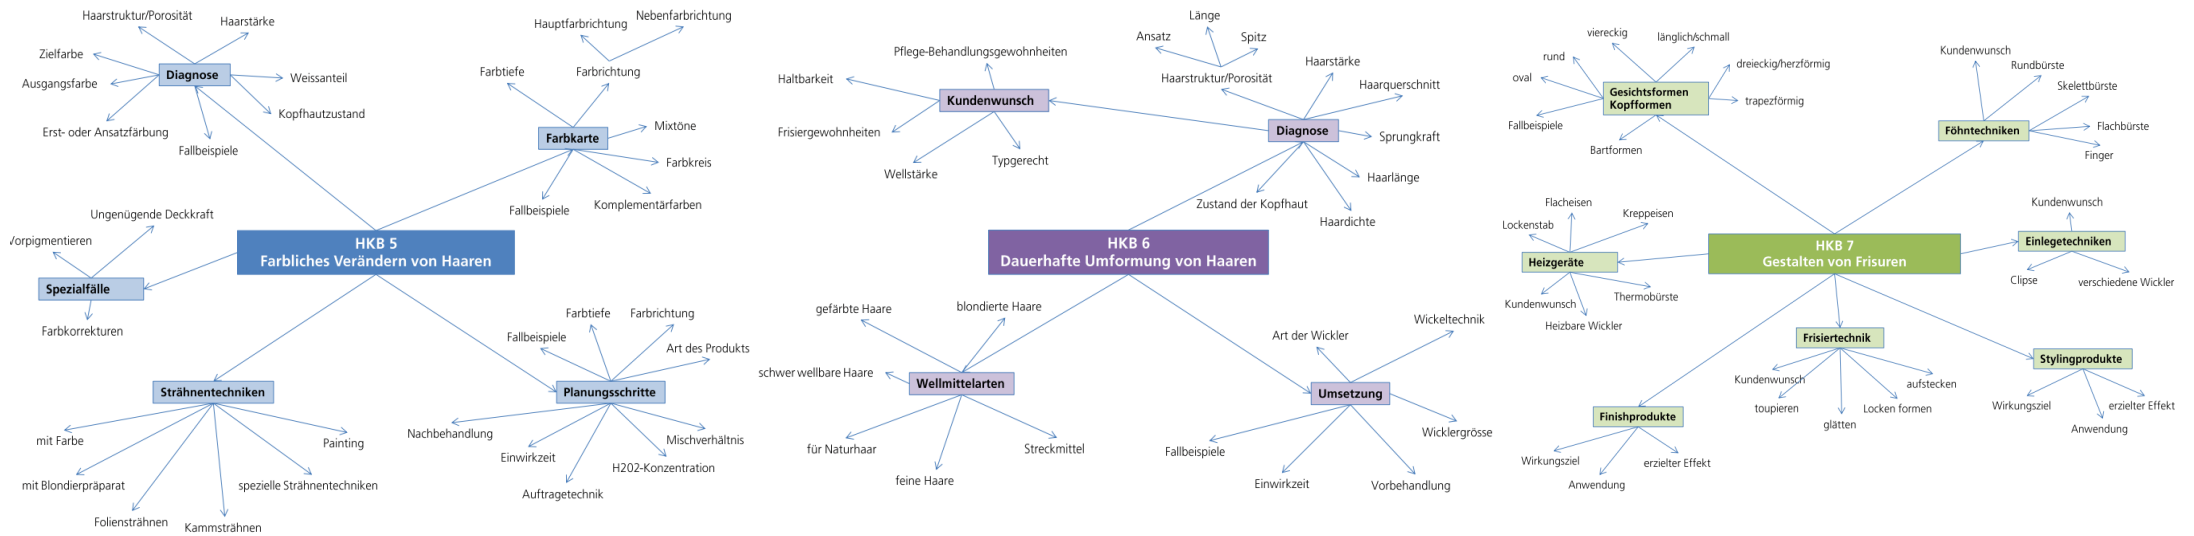 Haarstruktur/Porosität
Haarstärke
Zielfarbe
Diagnose
Weissanteil
Ausgangsfarbe
Kopfhautzustand
Erst- oder Ansatzfärbung
Fallbeispiele
Hauptfarbrichtung
Nebenfarbrichtung
Farbtiefe
Farbrichtung
Mixtöne
Farbkarte
Farbkreis
Fallbeispiele
Komplementärfarben
Ungenügende Deckkraft
Vorpigmentieren
Spezialfälle
Farbkorrekturen
HKB 5
Farbliches Verändern von Haaren
Strähnentechniken
mit Farbe
Painting
mit Blondierpräparat
spezielle Strähnentechniken
Foliensträhnen
Kammsträhnen
Farbtiefe
Farbrichtung
Fallbeispiele
Art des Produkts
Planungsschritte
Nachbehandlung
Mischverhältnis
Einwirkzeit
H202-Konzentration
Auftragetechnik
Pflege-Behandlungsgewohnheiten
Haltbarkeit
Kundenwunsch
Frisiergewohnheiten
Typgerecht
Wellstärke
Länge
Ansatz
Spitz
Haarstruktur/Porosität
Haarstärke
Haarquerschnitt
Diagnose
Sprungkraft
Haarlänge
Zustand der Kopfhaut
Haardichte
HKB 6
Dauerhafte Umformung von Haaren
gefärbte Haare
blondierte Haare
schwer wellbare Haare
Wellmittelarten
für Naturhaar
Streckmittel
feine Haare
Wickeltechnik
Art der Wickler
Umsetzung
Wicklergrösse
Fallbeispiele
Einwirkzeit
Vorbehandlung
viereckig
länglich/schmall
rund
dreieckig/herzförmig
oval
Gesichtsformen
Kopfformen
trapezförmig
Fallbeispiele
Bartformen
Kundenwunsch
Rundbürste
Skelettbürste
Föhntechniken
Flachbürste
Finger
Flacheisen
Kreppeisen
Lockenstab
Heizgeräte
Kundenwunsch
Thermobürste
Heizbare Wickler
HKB 7
Gestalten von Frisuren
Kundenwunsch
Einlegetechniken
Clipse
verschiedene Wickler
Frisiertechnik
Kundenwunsch
aufstecken
toupieren
Locken formen
glätten
Stylingprodukte
Wirkungsziel
erzielter Effekt
Anwendung
Finishprodukte
Wirkungsziel
erzielter Effekt
Anwendung